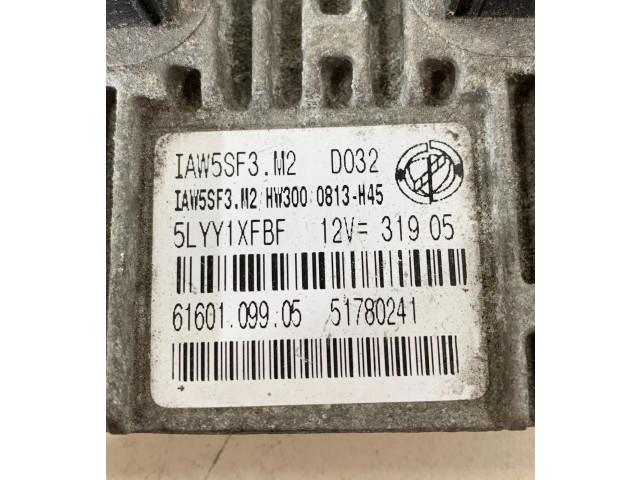 IAW5SF3.M2 D032
IAW5SF3.M2 HW300 0813-H45
5LYY1XFBF 12V= 319 05
61601.099.05 51780241